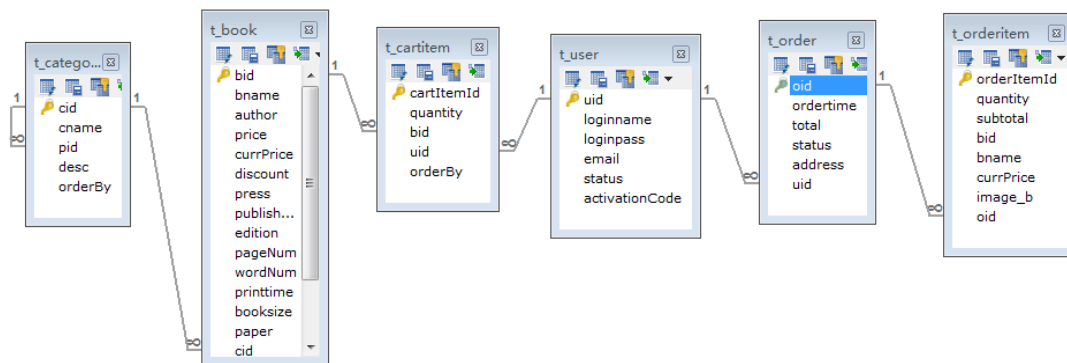 t_catego...
cid
cname
pid
desc
orderBy
1
∞
1
t_book
bid
bname
author
price
currPrice
discount
press
publish...
edition
pageNum
wordNum
printtime
booksize
paper
cid
∞
1
t_cartitem
cartItemId
quantity
bid
uid
orderBy
∞
∞
1
t_user
uid
loginname
loginpass
email
status
activationCode
1
∞
t_order
oid
ordertime
total
status
address
uid
1
∞
t_orderitem
orderItemId
quantity
subtotal
bid
bname
currPrice
image_b
oid